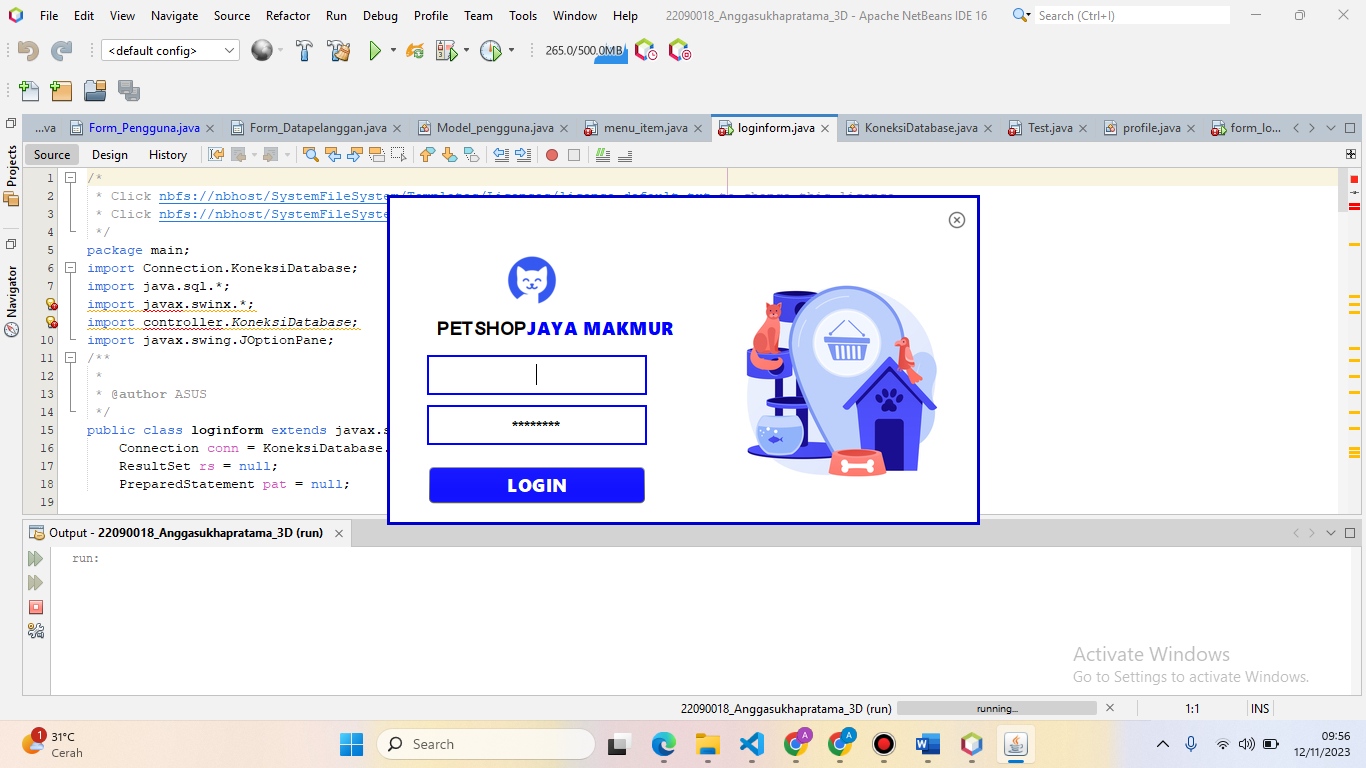 File Edit View Navigate Source Refactor Run Debug Profile Team Tools Window Help
22090018_Anggasukhapratama_3D - Apache NetBeans IDE 16
Search (Ctrl+I)
<default config>
265.0/500.0MB
...va
Form_Pengguna.java
Form_Datapelanggan.java
Model_pengguna.java
menu_item.java
loginform.java
KoneksiDatabase.java
Test.java
profile.java
form_lo...
Projects
Navigator
Source Design History
1 /*
2 * Click nbfs://nbhost/SystemFileSystem/Templates/Licenses/license-default.txt to change this license
3 * Click nbfs://nbhost/SystemFileSyste
4 */
5 package main;
6 import Connection.KoneksiDatabase;
7 import java.sql.*;
import javax.swinx.*;
import controller.KoneksiDatabase;
10 import javax.swing.JOptionPane;
11 /**
12 *
13 * @author ASUS
14 */
15 public class loginform extends javax.s
16 Connection conn = KoneksiDatabase.
17 ResultSet rs = null;
18 PreparedStatement pat = null;
19
PETSHOPJAYA MAKMUR
********
LOGIN
Output - 22090018_Anggasukhapratama_3D (run)
run:
Activate Windows
Go to Settings to activate Windows.
22090018_Anggasukhapratama_3D (run)
running...
1:1
INS
1
31°C
Cerah
Search
A
A
09:56
12/11/2023